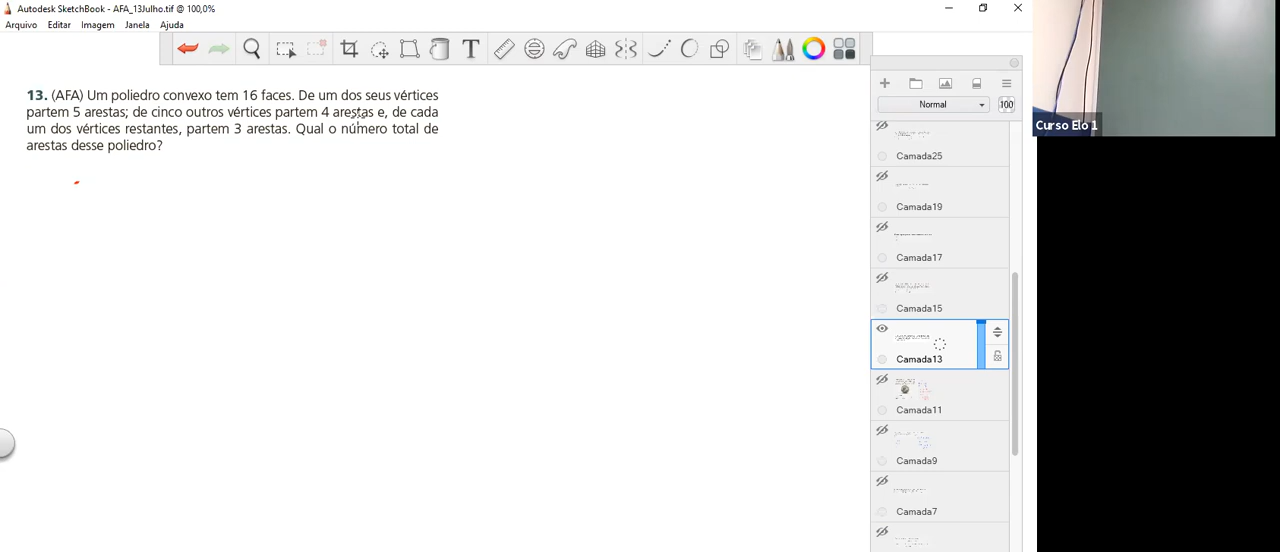 Autodesk SketchBook - AFA_13Julho.tif @ 100,0%
Arquivo Editar Imagem Janela Ajuda
T
13. (AFA) Um poliedro convexo tem 16 faces. De um dos seus vértices
partem 5 arestas; de cinco outros vértices partem 4 arestas e, de cada
um dos vértices restantes, partem 3 arestas. Qual o número total de
arestas desse poliedro?
Normal
100
Camada25
Camada19
Camada17
Camada15
Camada13
Camada11
Camada9
Camada7
Curso Elo 1